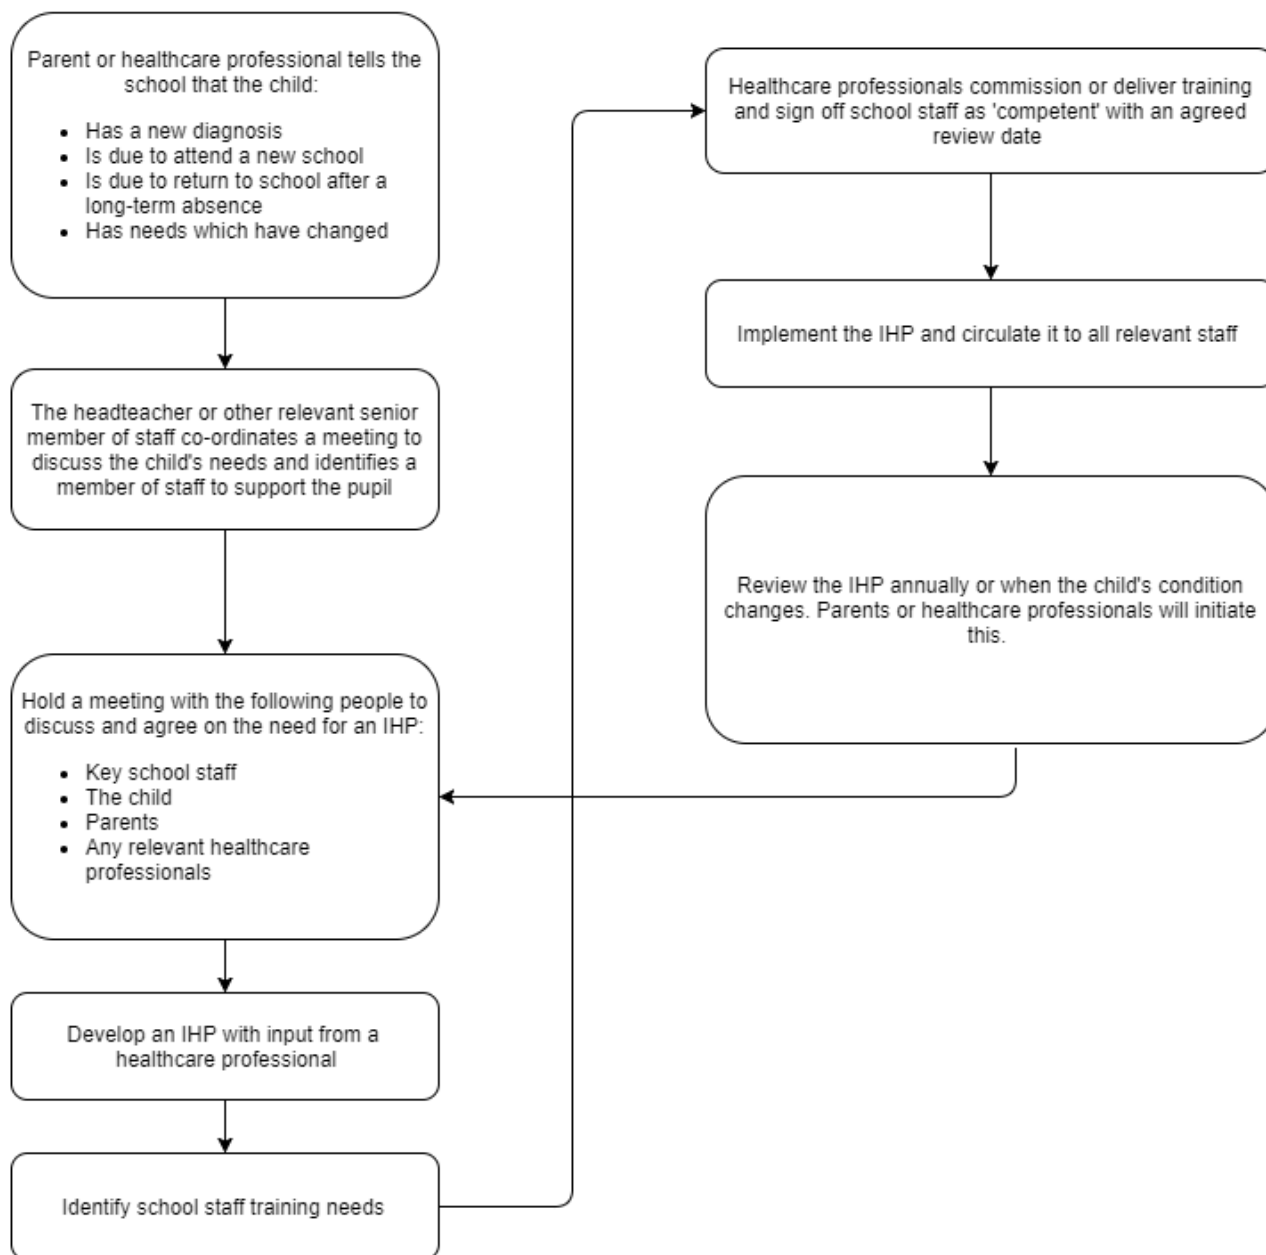 Parent or healthcare professional tells the
school that the child:
• Has a new diagnosis
• Is due to attend a new school
• Is due to return to school after a
long-term absence
• Has needs which have changed
The headteacher or other relevant senior
member of staff co-ordinates a meeting to
discuss the child's needs and identifies a
member of staff to support the pupil
Hold a meeting with the following people to
discuss and agree on the need for an IHP:
• Key school staff
• The child
• Parents
• Any relevant healthcare
professionals
Develop an IHP with input from a
healthcare professional
Identify school staff training needs
Healthcare professionals commission or deliver training
and sign off school staff as 'competent' with an agreed
review date
Implement the IHP and circulate it to all relevant staff
Review the IHP annually or when the child's condition
changes. Parents or healthcare professionals will initiate
this.